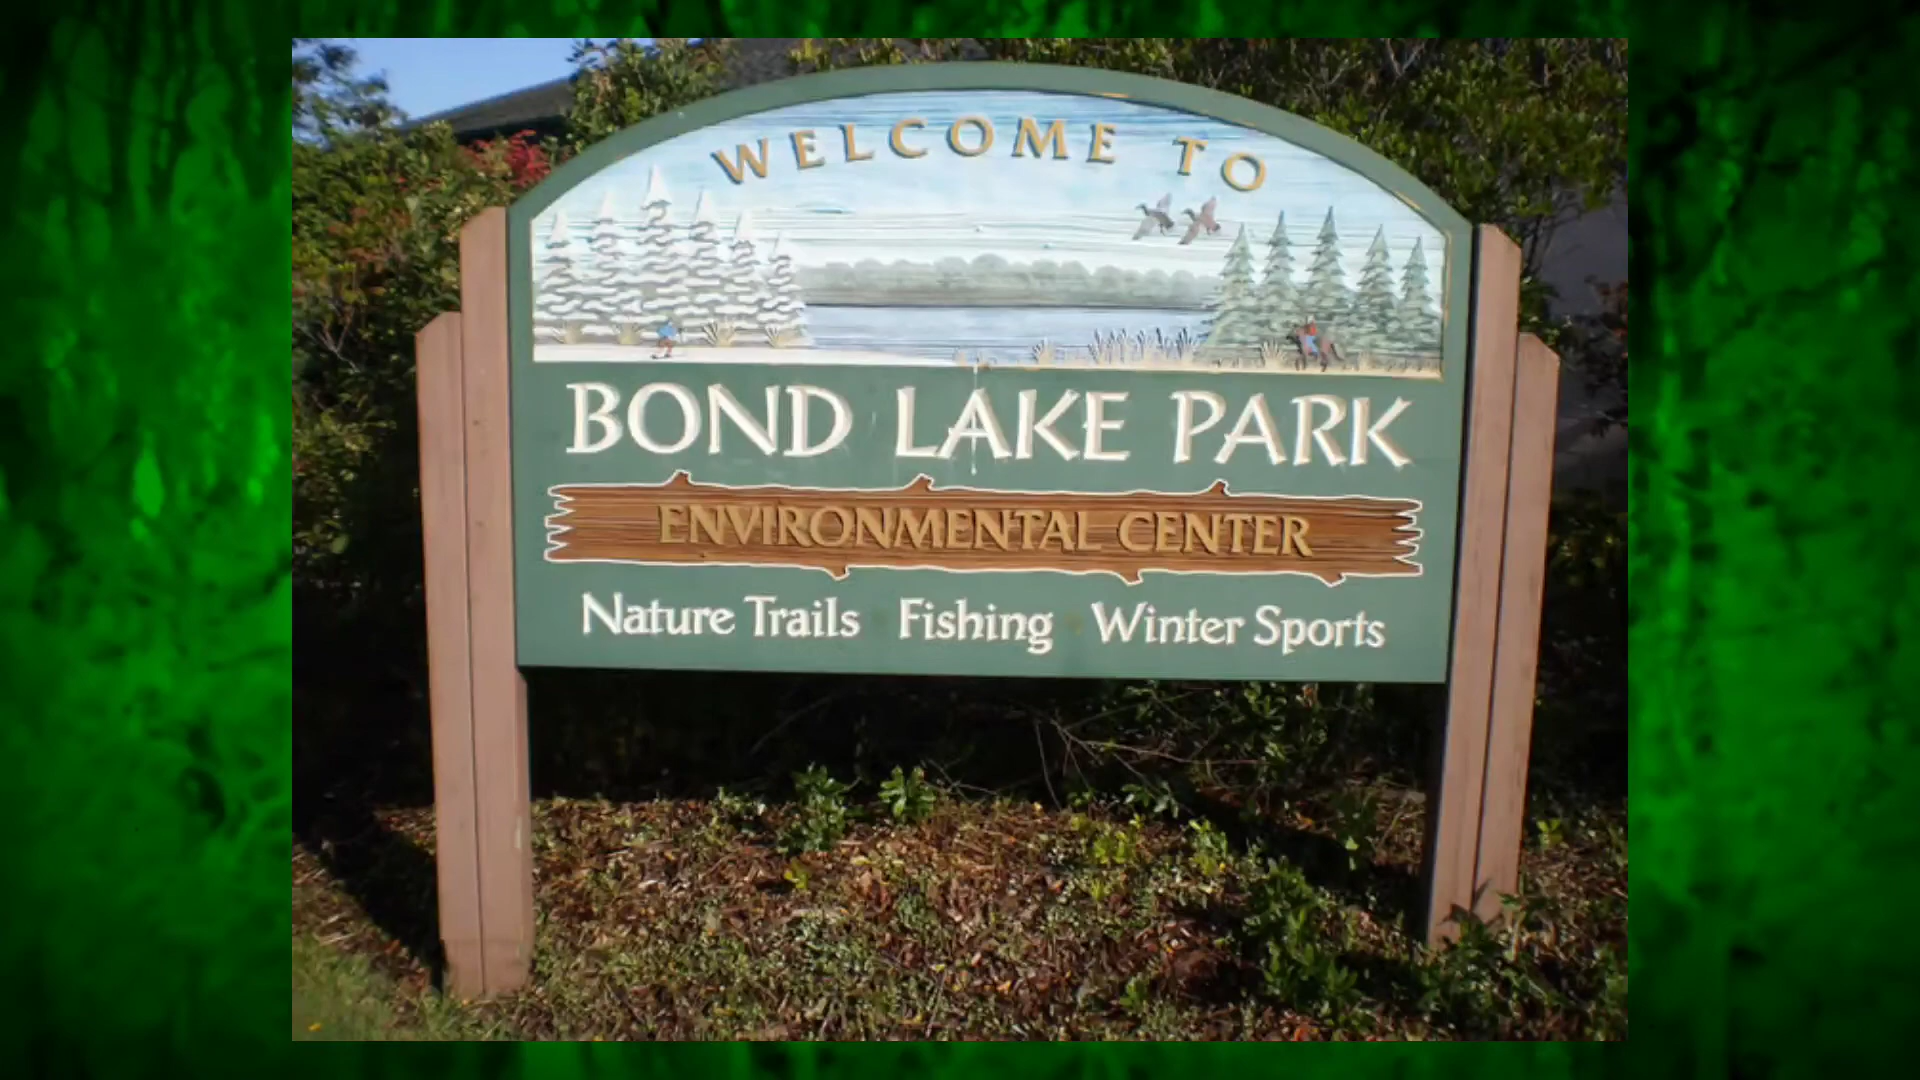 WELCOME TO
BOND LAKE PARK
ENVIRONMENTAL CENTER
Nature Trails Fishing Winter Sports